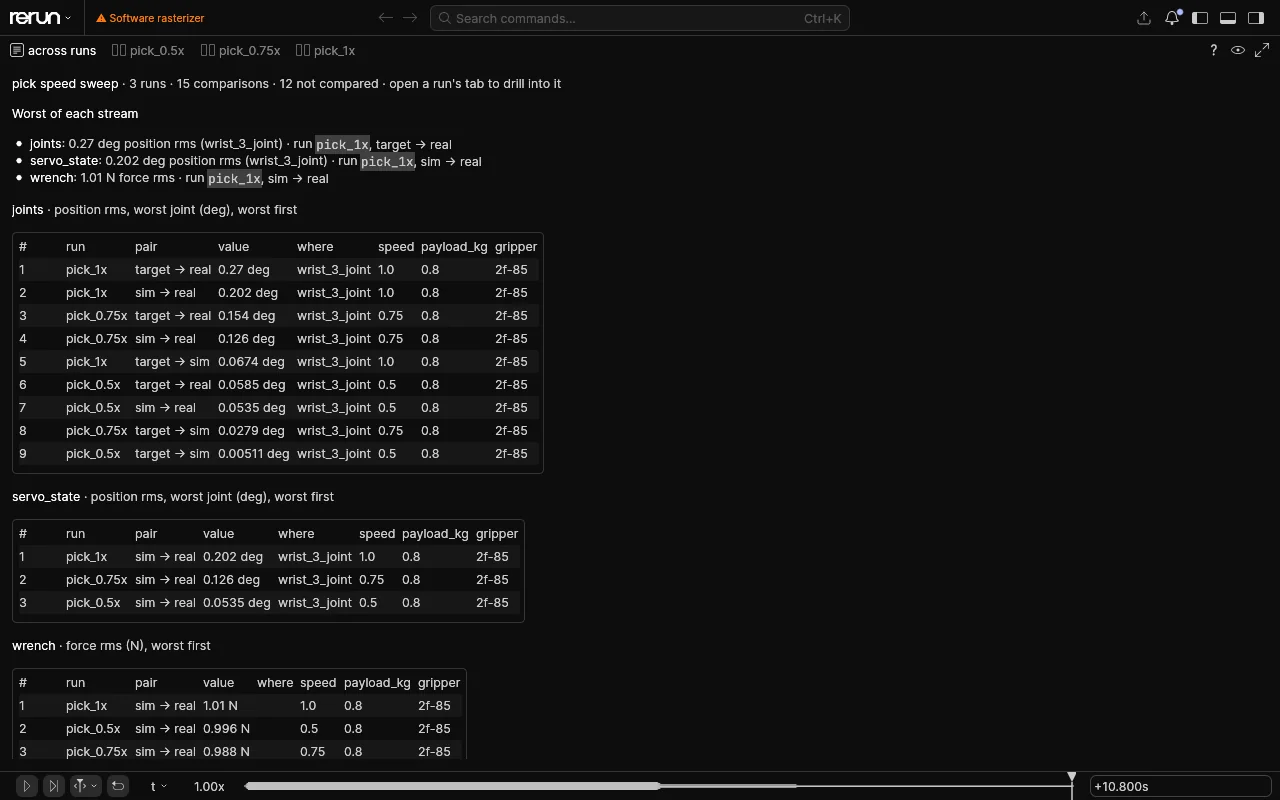 rerun Software rasterizer Search commands... Ctrl+K
across runs pick_0.5x pick_0.75x pick_1x ?
pick speed sweep · 3 runs · 15 comparisons · 12 not compared · open a run's tab to drill into it
Worst of each stream
• joints: 0.27 deg position rms (wrist_3_joint) · run pick_1x, target → real
• servo_state: 0.202 deg position rms (wrist_3_joint) · run pick_1x, sim → real
• wrench: 1.01 N force rms · run pick_1x, sim → real
joints · position rms, worst joint (deg), worst first
# run pair value where speed payload_kg gripper
1 pick_1x target → real 0.27 deg wrist_3_joint 1.0 0.8 2f-85
2 pick_1x sim → real 0.202 deg wrist_3_joint 1.0 0.8 2f-85
3 pick_0.75x target → real 0.154 deg wrist_3_joint 0.75 0.8 2f-85
4 pick_0.75x sim → real 0.126 deg wrist_3_joint 0.75 0.8 2f-85
5 pick_1x target → sim 0.0674 deg wrist_3_joint 1.0 0.8 2f-85
6 pick_0.5x target → real 0.0585 deg wrist_3_joint 0.5 0.8 2f-85
7 pick_0.5x sim → real 0.0535 deg wrist_3_joint 0.5 0.8 2f-85
8 pick_0.75x target → sim 0.0279 deg wrist_3_joint 0.75 0.8 2f-85
9 pick_0.5x target → sim 0.00511 deg wrist_3_joint 0.5 0.8 2f-85
servo_state · position rms, worst joint (deg), worst first
# run pair value where speed payload_kg gripper
1 pick_1x sim → real 0.202 deg wrist_3_joint 1.0 0.8 2f-85
2 pick_0.75x sim → real 0.126 deg wrist_3_joint 0.75 0.8 2f-85
3 pick_0.5x sim → real 0.0535 deg wrist_3_joint 0.5 0.8 2f-85
wrench · force rms (N), worst first
# run pair value where speed payload_kg gripper
1 pick_1x sim → real 1.01 N 1.0 0.8 2f-85
2 pick_0.5x sim → real 0.996 N 0.5 0.8 2f-85
3 pick_0.75x sim → real 0.988 N 0.75 0.8 2f-85
t 1.00x +10.800s